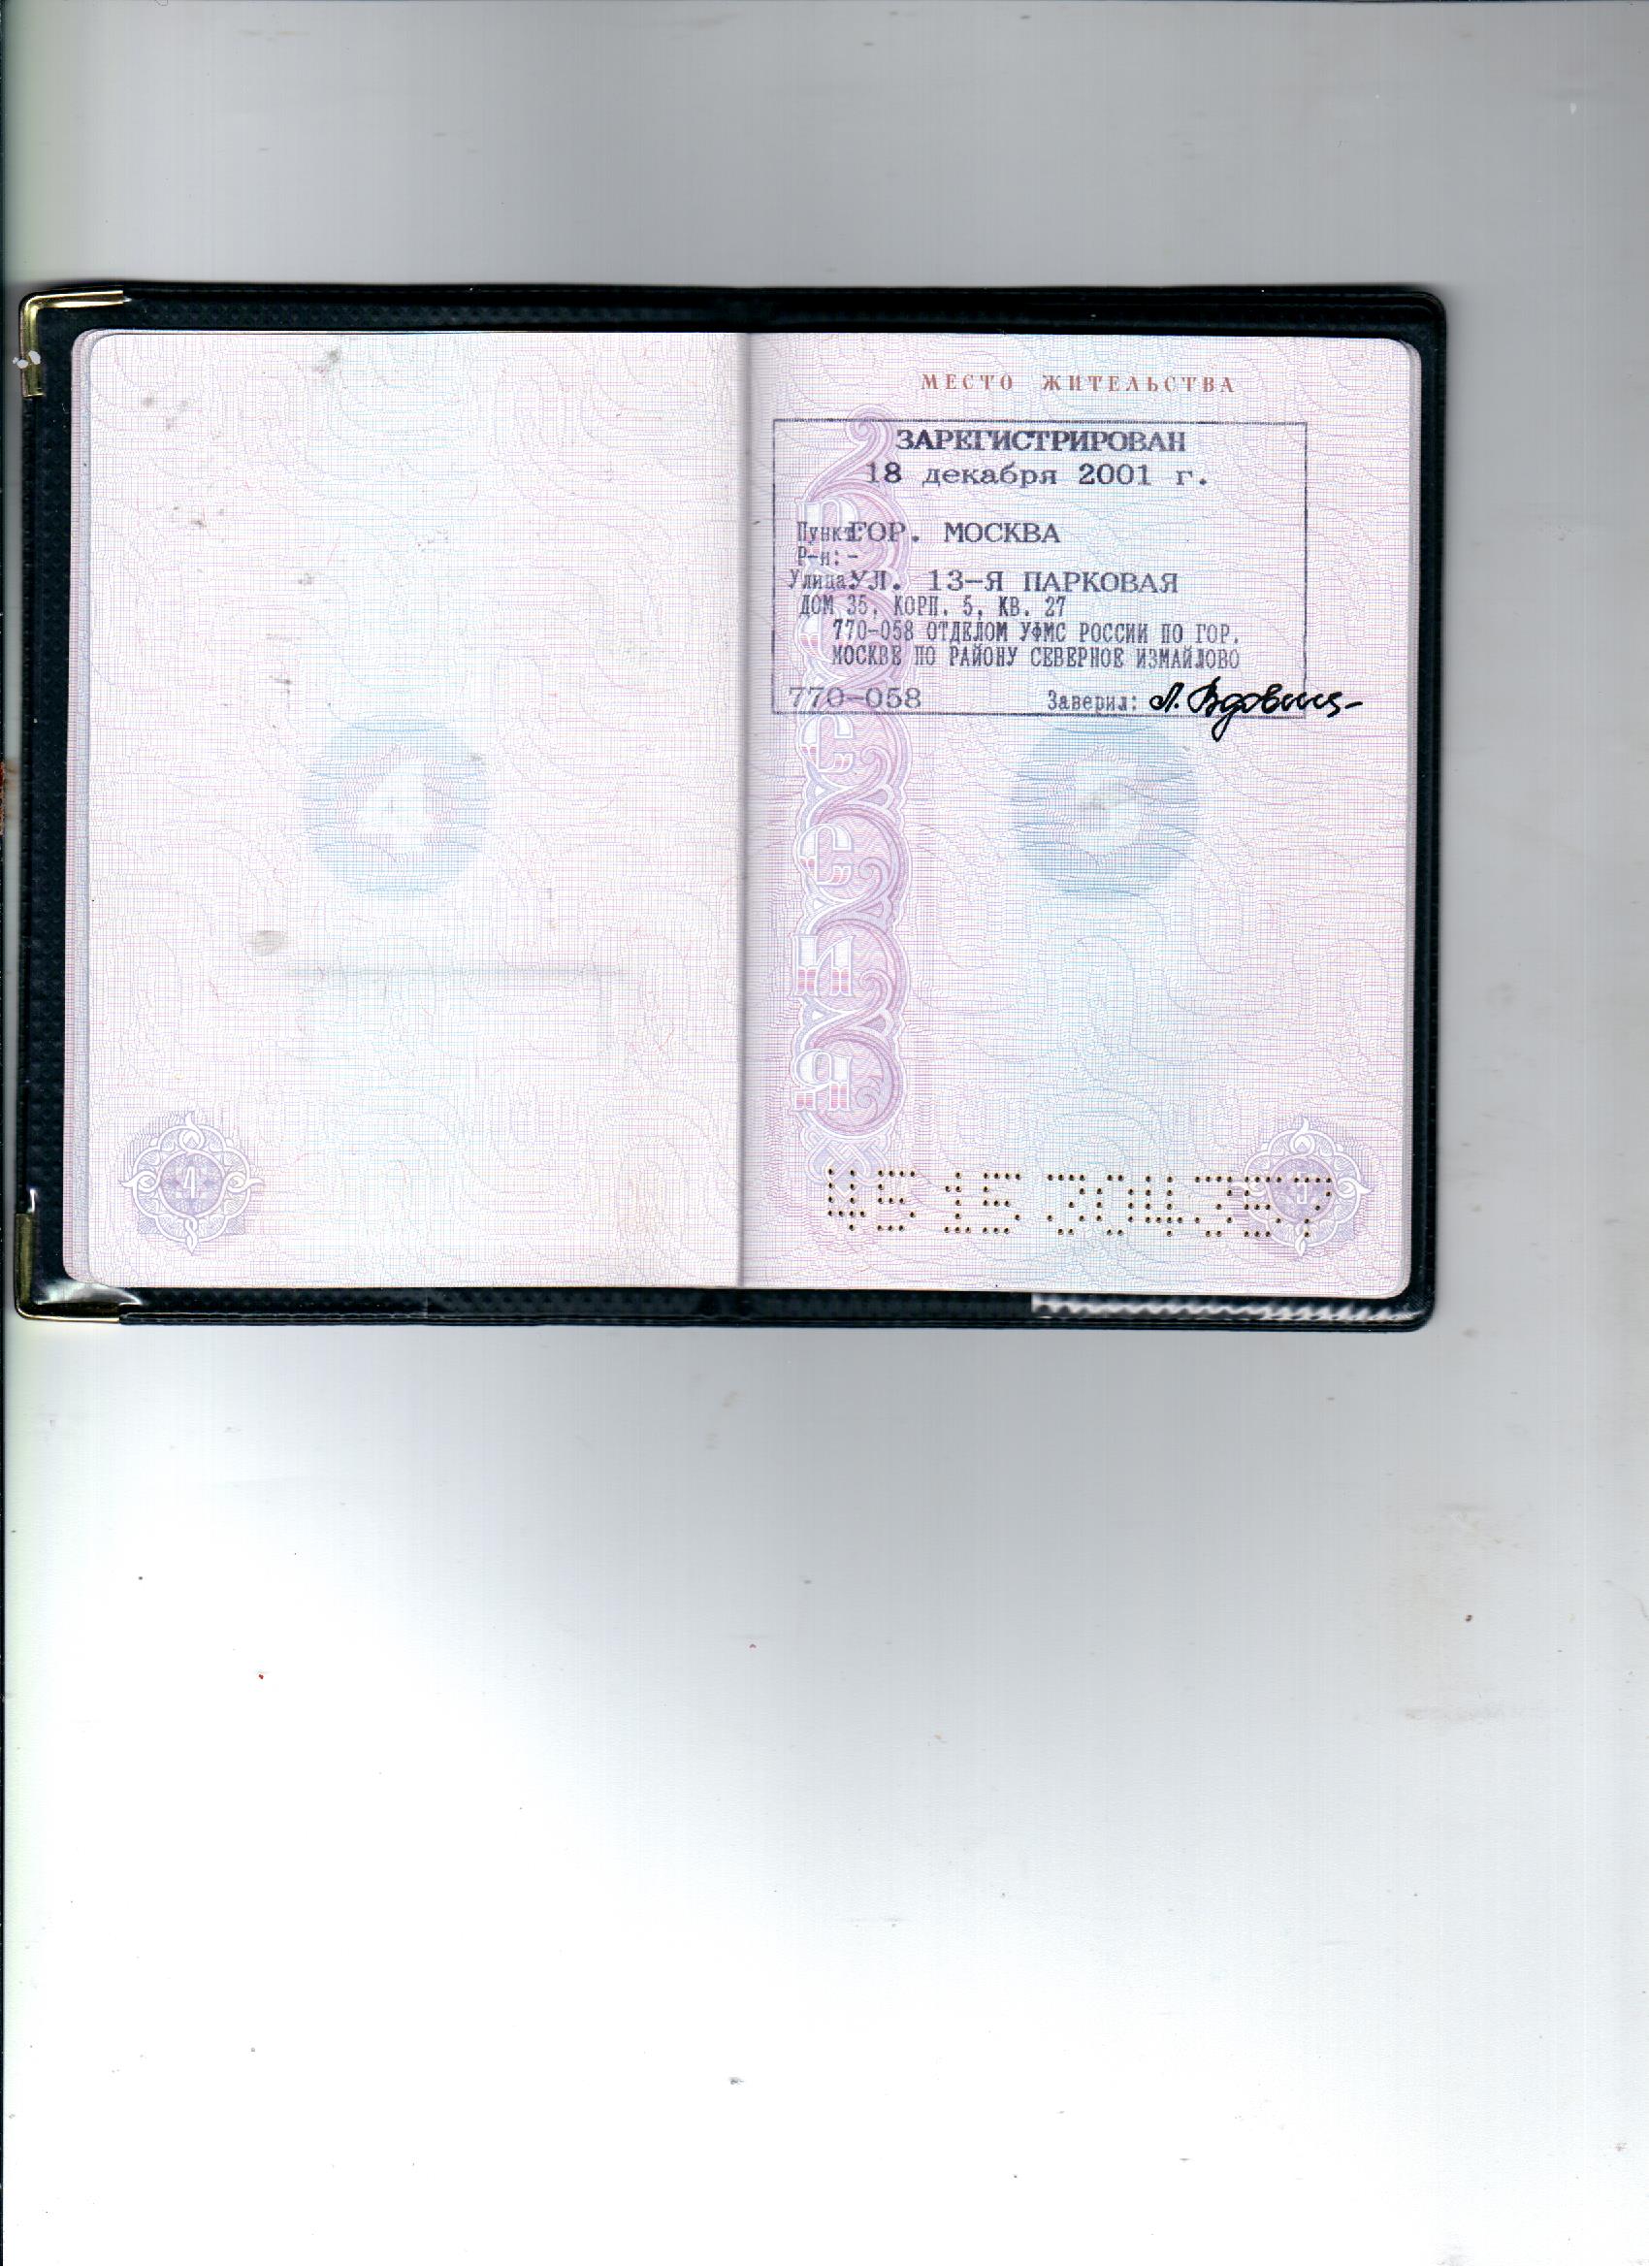 МЕСТО ЖИТЕЛЬСТВА
ЗАРЕГИСТРИРОВАН
18 декабря 2001 г.
Пункт ГОР. МОСКВА
Р-н: -
Улица УЛ. 13-Я ПАРКОВАЯ
ДОМ 35, КОРП. 5, КВ. 27
770-058 ОТДЕЛОМ УФМС РОССИИ ПО ГОР.
МОСКВЕ ПО РАЙОНУ СЕВЕРНОЕ ИЗМАЙЛОВО
770-058 Заверил:
РОССИЯ
4
5
45 15 304357